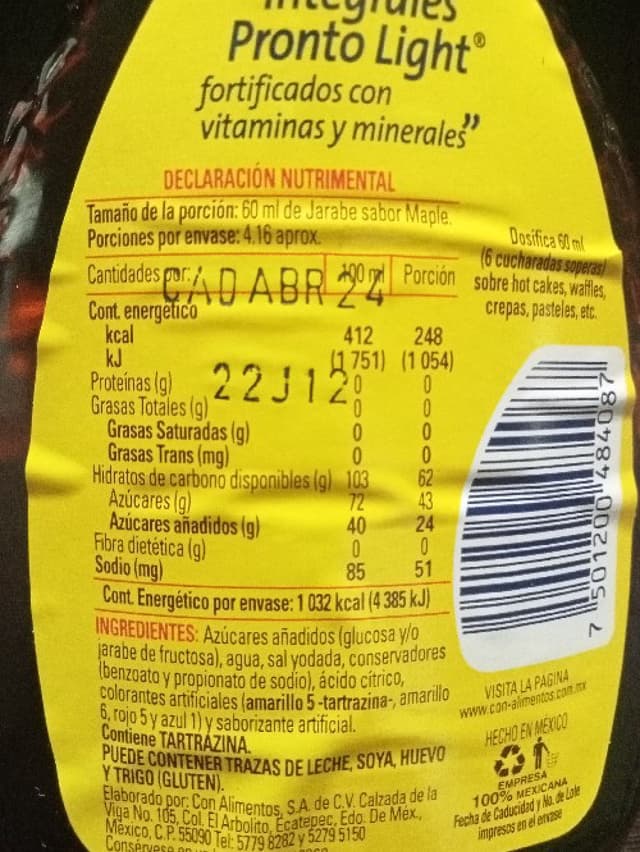 Integrales
Pronto Light®
fortificados con
vitaminas y minerales”
DECLARACIÓN NUTRIMENTAL
Tamaño de la porción: 60 ml de Jarabe sabor Maple.
Porciones por envase: 4.16 aprox.
Cantidades por: 100 ml Porción
CAD ABR 24
Cont. energético
kcal 412 248
kJ (1 751) (1 054)
22J12
Proteínas (g) 0 0
Grasas Totales (g) 0 0
Grasas Saturadas (g) 0 0
Grasas Trans (mg) 0 0
Hidratos de carbono disponibles (g) 103 62
Azúcares (g) 72 43
Azúcares añadidos (g) 40 24
Fibra dietética (g) 0 0
Sodio (mg) 85 51
Cont. Energético por envase: 1 032 kcal (4 385 kJ)
INGREDIENTES: Azúcares añadidos (glucosa y/o
jarabe de fructosa), agua, sal yodada, conservadores
(benzoato y propionato de sodio), ácido cítrico,
colorantes artificiales (amarillo 5 -tartrazina-, amarillo
6, rojo 5 y azul 1) y saborizante artificial.
Contiene TARTRAZINA.
PUEDE CONTENER TRAZAS DE LECHE, SOYA, HUEVO
Y TRIGO (GLUTEN).
Elaborado por: Con Alimentos, S.A. de C.V. Calzada de la
Viga No. 105, Col. El Arbolito, Ecatepec, Edo. De Méx.,
México, C.P. 55090 Tel: 5779 8282 y 5279 5150
Consérvese
Dosifica 60 ml
(6 cucharadas soperas)
sobre hot cakes, waffles,
crepas, pasteles, etc.
7 501200 484087
VISITA LA PAGINA
www.con-alimentos.com.mx
HECHO EN MÉXICO
EMPRESA
100% MEXICANA
Fecha de Caducidad y No. de Lote
impresos en el envase